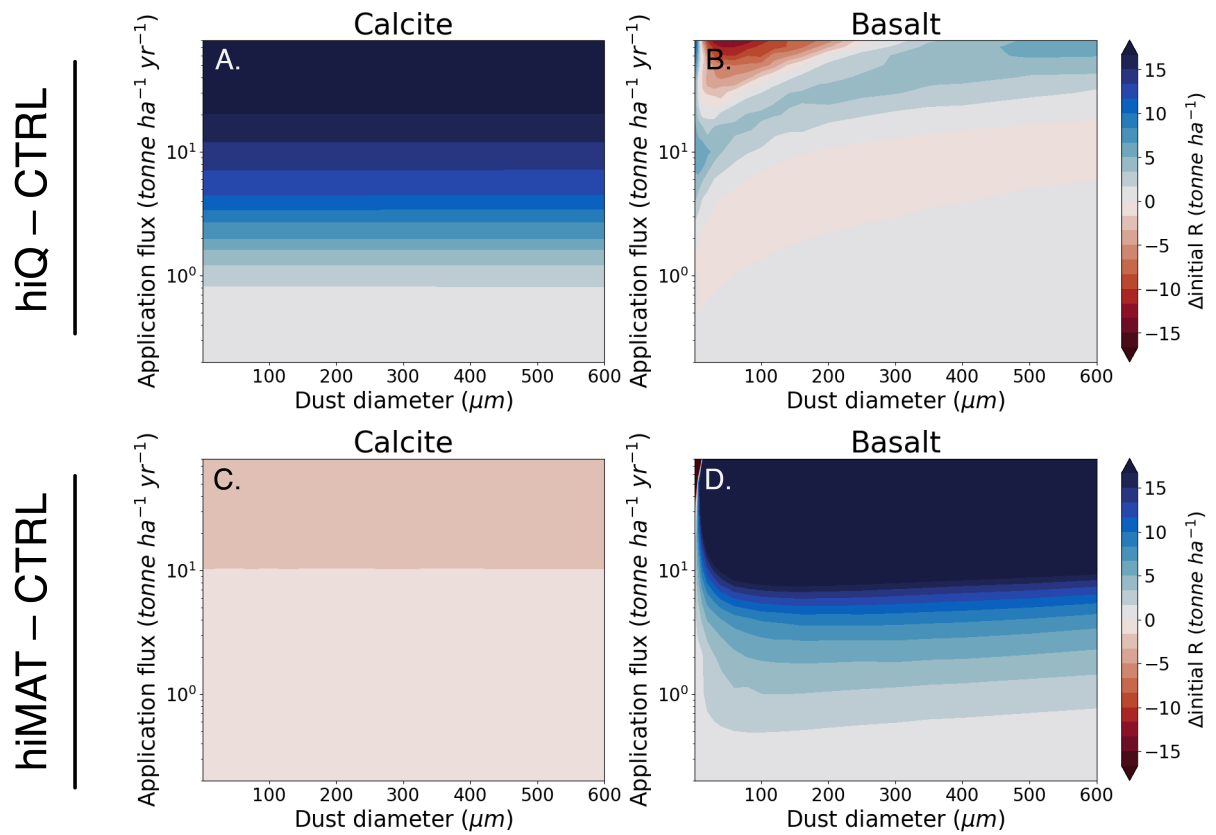 hiQ – CTRL
Calcite
A.
Application flux (tonne ha⁻¹ yr⁻¹)
10¹
10⁰
100 200 300 400 500 600
Dust diameter (μm)
Basalt
B.
Application flux (tonne ha⁻¹ yr⁻¹)
10¹
10⁰
100 200 300 400 500 600
Dust diameter (μm)
15
10
5
0
−5
−10
−15
Δinitial R (tonne ha⁻¹)
hiMAT – CTRL
Calcite
C.
Application flux (tonne ha⁻¹ yr⁻¹)
10¹
10⁰
100 200 300 400 500 600
Dust diameter (μm)
Basalt
D.
Application flux (tonne ha⁻¹ yr⁻¹)
10¹
10⁰
100 200 300 400 500 600
Dust diameter (μm)
15
10
5
0
−5
−10
−15
Δinitial R (tonne ha⁻¹)